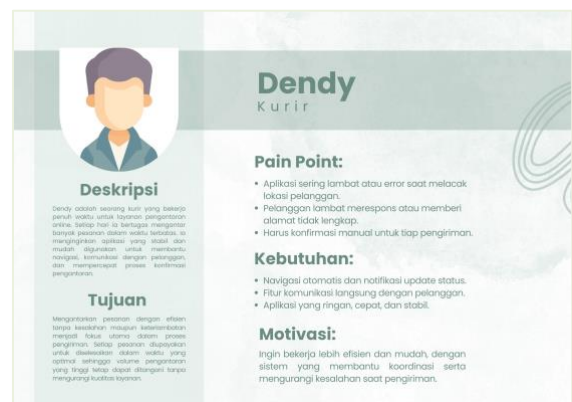 Dendy
Kurir
Deskripsi
Dendy adalah seorang kurir yang bekerja
penuh waktu untuk layanan pengantaran
online. Setiap hari ia bertugas mengantar
banyak pesanan dalam waktu terbatas. Ia
menginginkan aplikasi yang stabil dan
mudah digunakan untuk membantu
navigasi, komunikasi dengan pelanggan,
dan mempercepat proses konfirmasi
pengantaran.
Tujuan
Mengantarkan pesanan dengan efisien
tanpa kesalahan maupun keterlambatan
menjadi fokus utama dalam proses
pengiriman. Setiap pesanan diupayakan
untuk diselesaikan dalam waktu yang
optimal sehingga volume pengantaran
yang tinggi tetap dapat ditangani tanpa
mengurangi kualitas layanan.
Pain Point:
• Aplikasi sering lambat atau error saat melacak
lokasi pelanggan.
• Pelanggan lambat merespons atau memberi
alamat tidak lengkap.
• Harus konfirmasi manual untuk tiap pengiriman.
Kebutuhan:
• Navigasi otomatis dan notifikasi update status.
• Fitur komunikasi langsung dengan pelanggan.
• Aplikasi yang ringan, cepat, dan stabil.
Motivasi:
Ingin bekerja lebih efisien dan mudah, dengan
sistem yang membantu koordinasi serta
mengurangi kesalahan saat pengiriman.